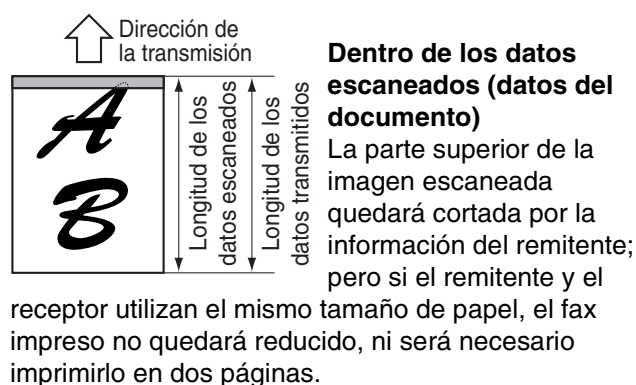 Dirección de
la transmisión
A
B
Longitud de los
datos escaneados
Longitud de los
datos transmitidos
Dentro de los datos
escaneados (datos del
documento)
La parte superior de la
imagen escaneada
quedará cortada por la
información del remitente;
pero si el remitente y el
receptor utilizan el mismo tamaño de papel, el fax
impreso no quedará reducido, ni será necesario
imprimirlo en dos páginas.